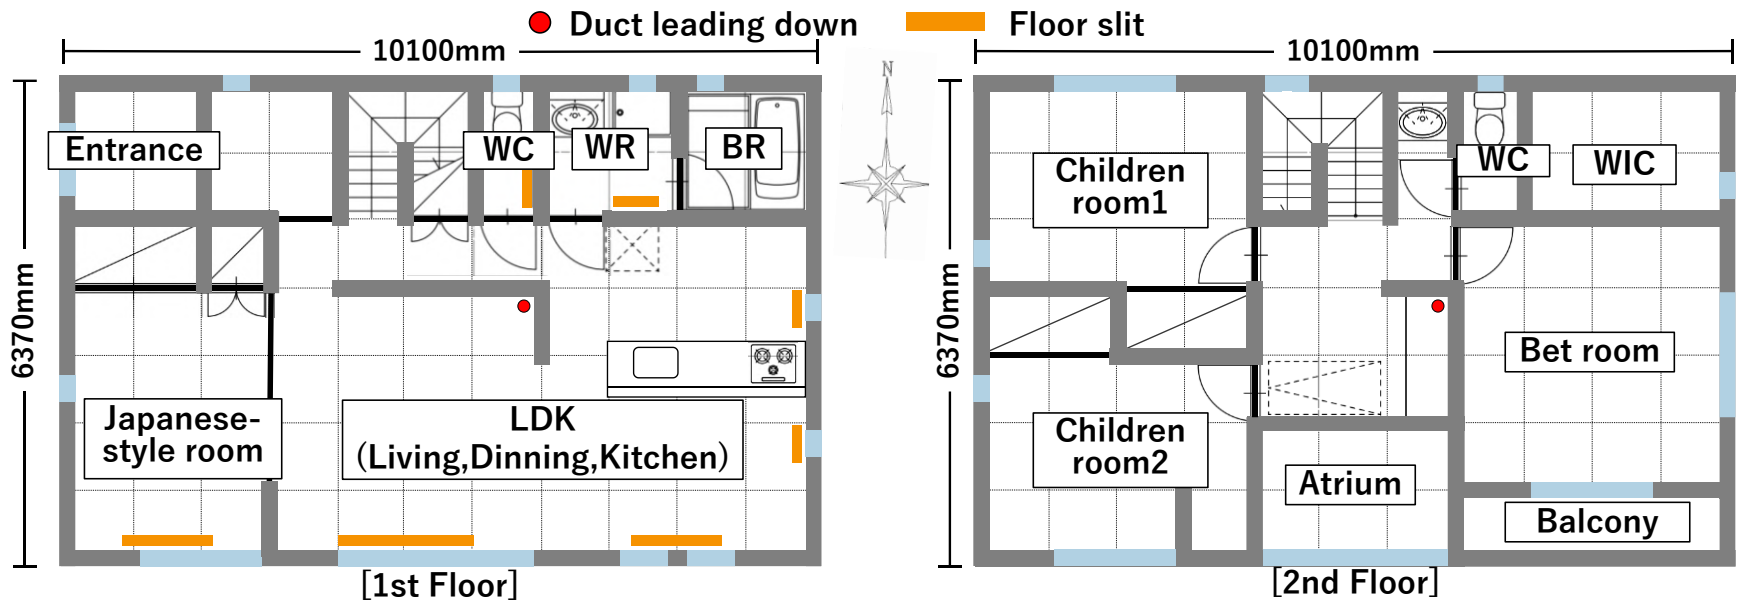 Duct leading down
Floor slit
10100mm
10100mm
N
6370mm
6370mm
Entrance
WC
WR
BR
Japanese-
style room
LDK
(Living,Dinning,Kitchen)
[1st Floor]
Children
room1
WC
WIC
Bet room
Children
room2
Atrium
Balcony
[2nd Floor]